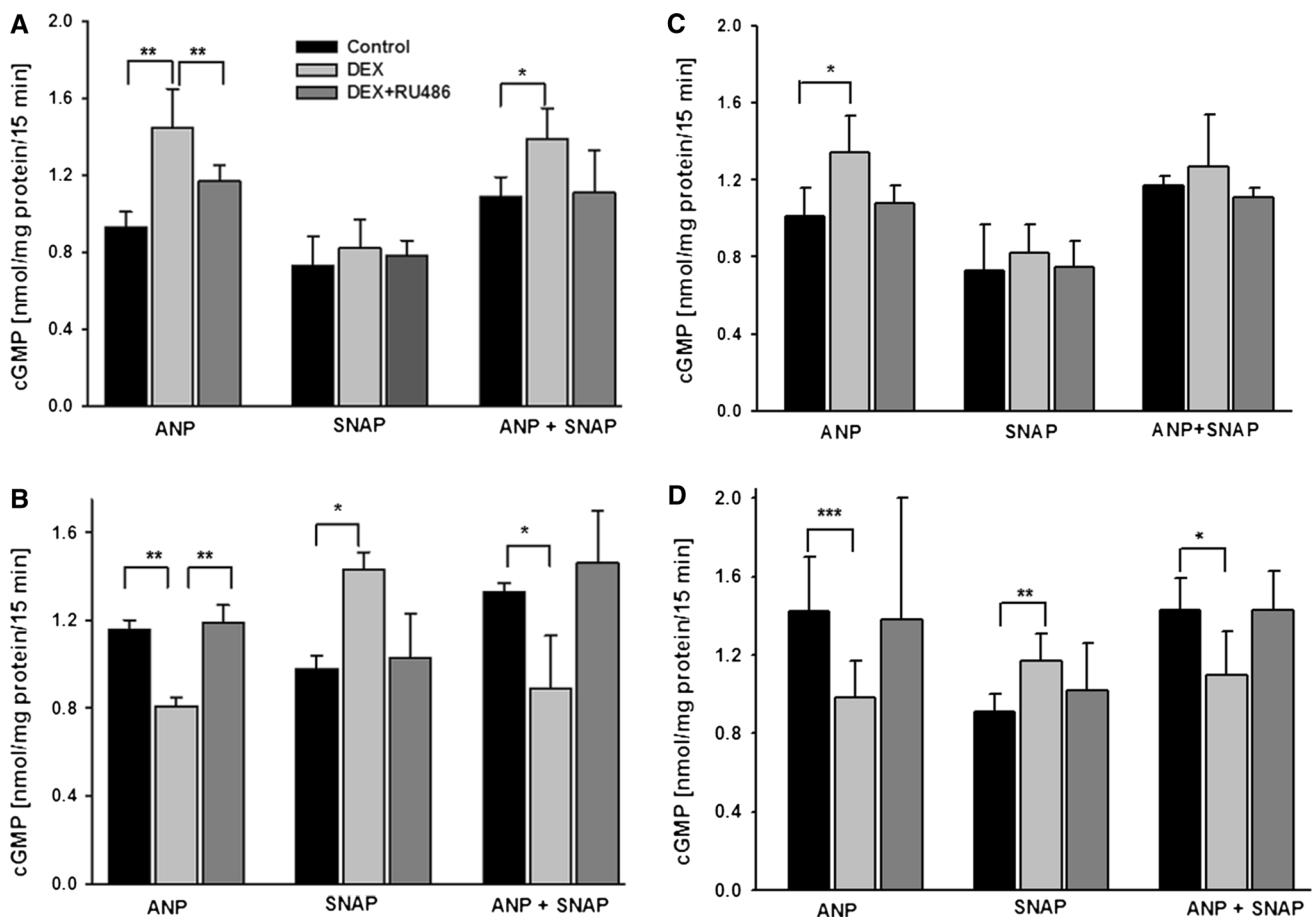 A
cGMP [nmol/mg protein/15 min]
2.0
1.6
1.2
0.8
0.4
0.0
** **
*
Control
DEX
DEX+RU486
ANP SNAP ANP + SNAP
C
cGMP [nmol/mg protein/15 min]
2.0
1.6
1.2
0.8
0.4
0.0
*
ANP SNAP ANP+SNAP
B
cGMP [nmol/mg protein/15 min]
1.6
1.2
0.8
0.4
0.0
** **
*
*
ANP SNAP ANP + SNAP
D
cGMP [nmol/mg protein/15 min]
2.0
1.6
1.2
0.8
0.4
0.0
***
**
*
ANP SNAP ANP + SNAP